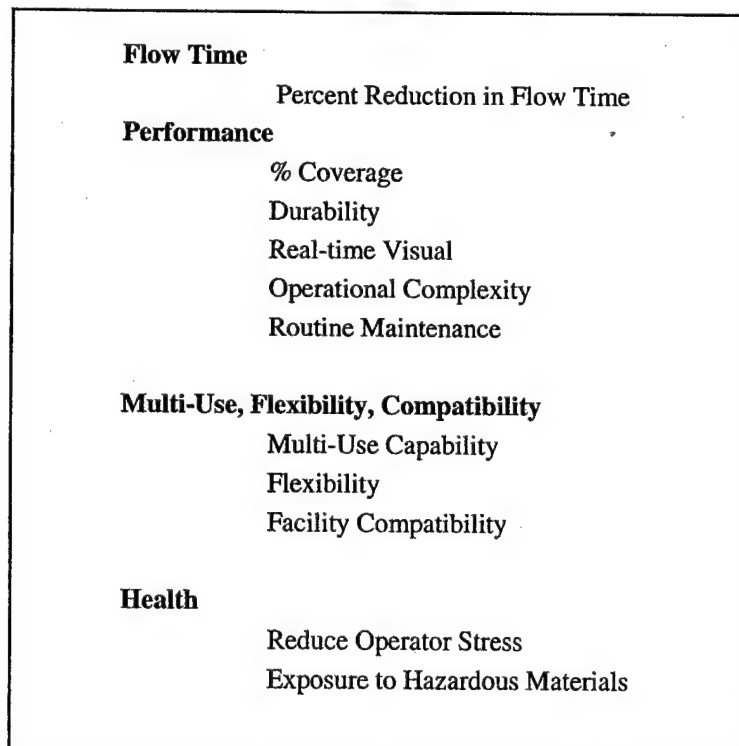 Flow Time
Percent Reduction in Flow Time
Performance
% Coverage
Durability
Real-time Visual
Operational Complexity
Routine Maintenance
Multi-Use, Flexibility, Compatibility
Multi-Use Capability
Flexibility
Facility Compatibility
Health
Reduce Operator Stress
Exposure to Hazardous Materials